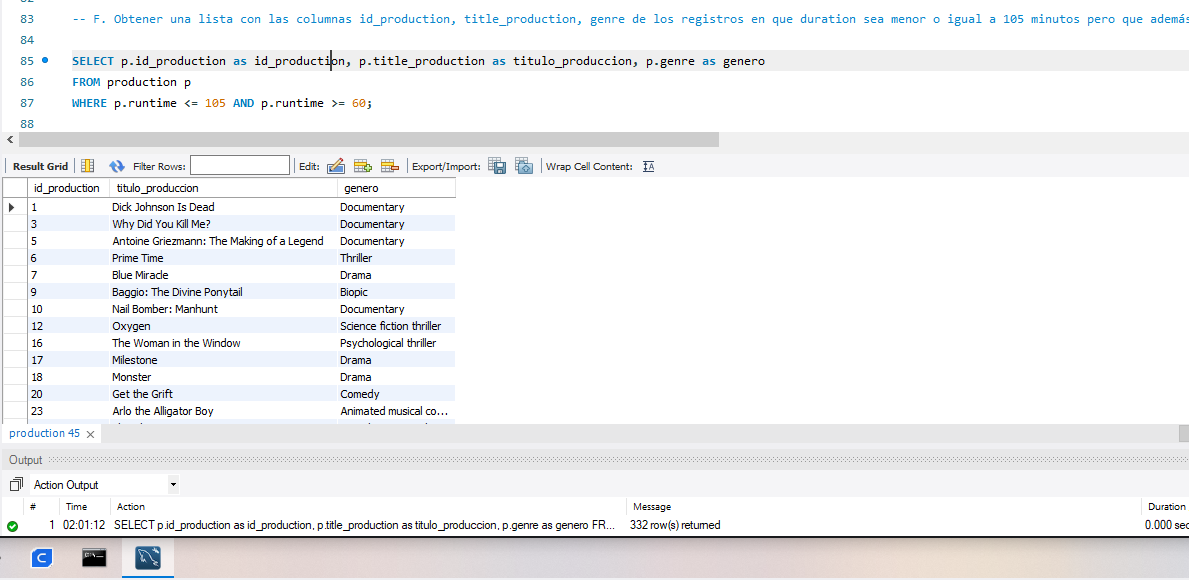 83 -- F. Obtener una lista con las columnas id_production, title_production, genre de los registros en que duration sea menor o igual a 105 minutos pero que además
84
85 SELECT p.id_production as id_production, p.title_production as titulo_produccion, p.genre as genero
86 FROM production p
87 WHERE p.runtime <= 105 AND p.runtime >= 60;
88
Result Grid Filter Rows: Edit: Export/Import: Wrap Cell Content:
id_production titulo_produccion genero
1 Dick Johnson Is Dead Documentary
3 Why Did You Kill Me? Documentary
5 Antoine Griezmann: The Making of a Legend Documentary
6 Prime Time Thriller
7 Blue Miracle Drama
9 Baggio: The Divine Ponytail Biopic
10 Nail Bomber: Manhunt Documentary
12 Oxygen Science fiction thriller
16 The Woman in the Window Psychological thriller
17 Milestone Drama
18 Monster Drama
20 Get the Grift Comedy
23 Arlo the Alligator Boy Animated musical co...
production 45
Output
Action Output
# Time Action Message Duration
1 02:01:12 SELECT p.id_production as id_production, p.title_production as titulo_produccion, p.genre as genero FR... 332 row(s) returned 0.000 sec